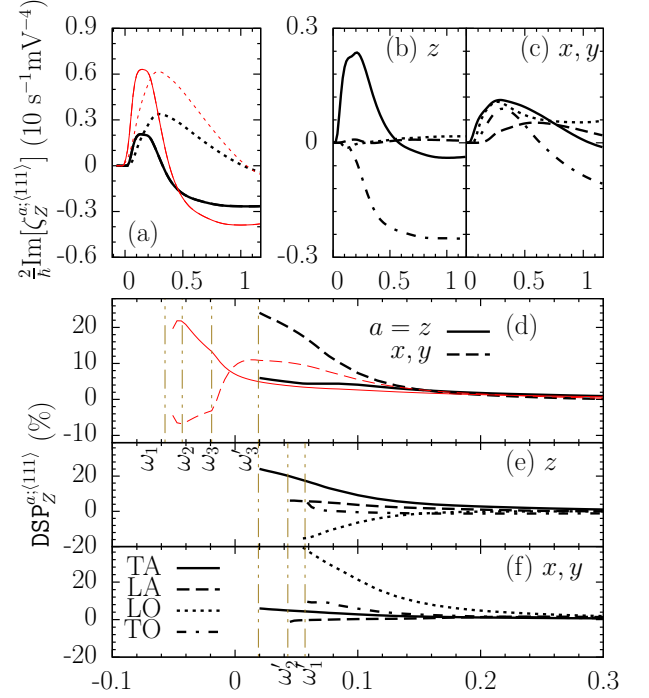 0.9
0.6
0.3
0
-0.3
-0.6
2/ħ Im[ζ_Z^{a;⟨111⟩}] (10 s⁻¹mV⁻⁴)
(a)
0 0.5 1
0.3
0
-0.3
(b) z
0 0.5 1
(c) x, y
0 0.5 1
20
10
0
-10
a = z
x, y
(d)
ω₁ ω₂ ω₃ ω′₃
DSP_Z^{a;⟨111⟩} (%)
20
0
-20
(e) z
20
0
-20
TA
LA
LO
TO
(f) x, y
ω′₂ ω′₁
-0.1 0 0.1 0.2 0.3